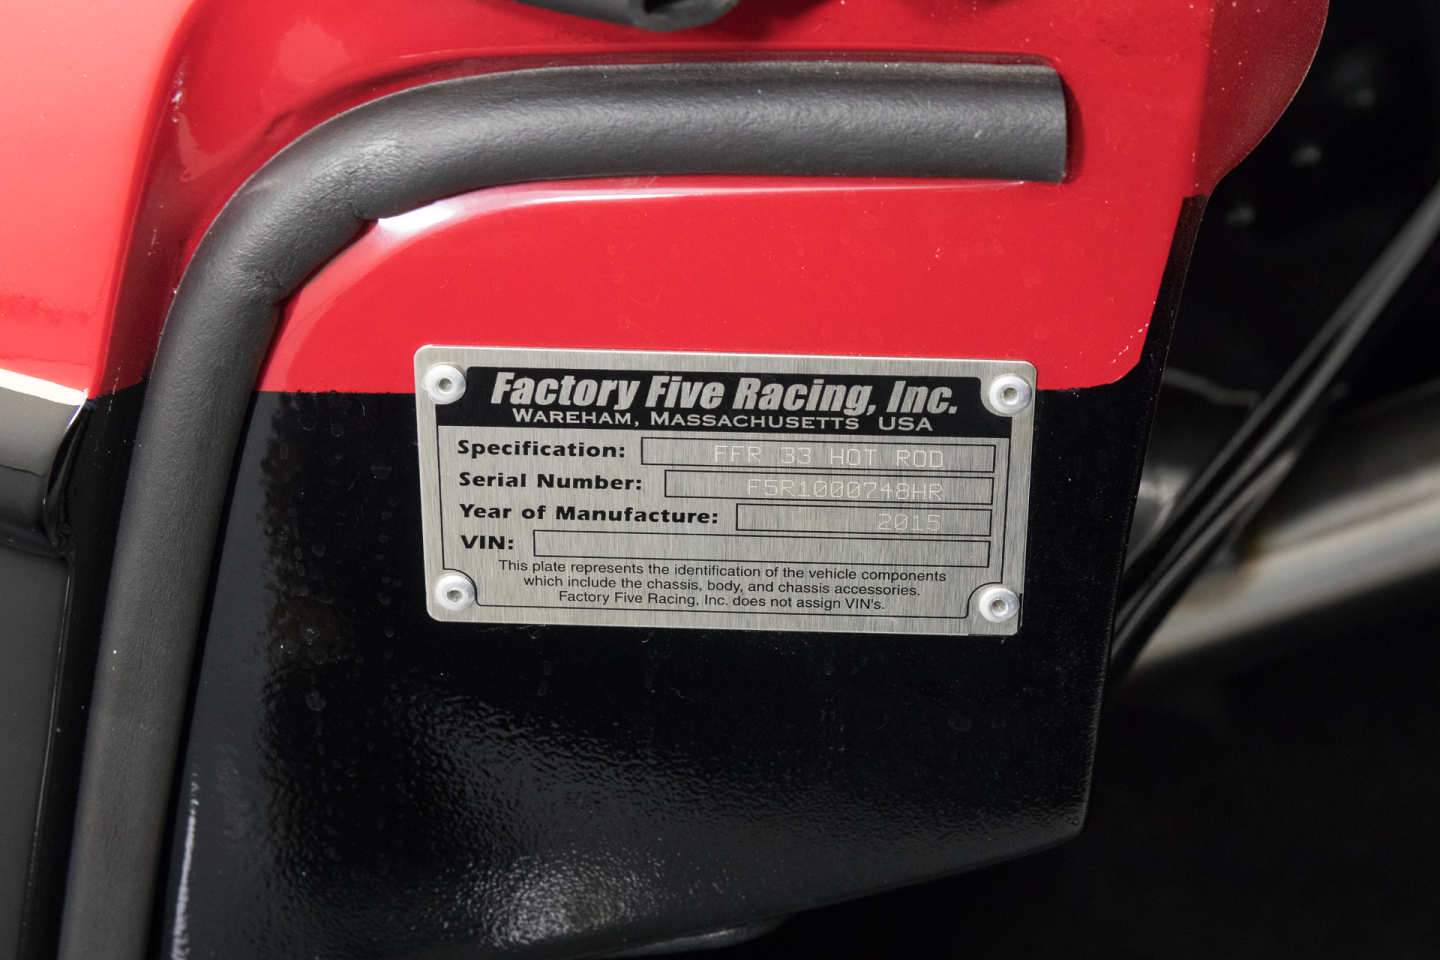 Factory Five Racing, Inc.
WAREHAM, MASSACHUSETTS USA
Specification: FFR 33 HOT ROD
Serial Number: F5R1000748HR
Year of Manufacture: 2015
VIN:
This plate represents the identification of the vehicle components
which include the chassis, body, and chassis accessories.
Factory Five Racing, Inc. does not assign VIN's.